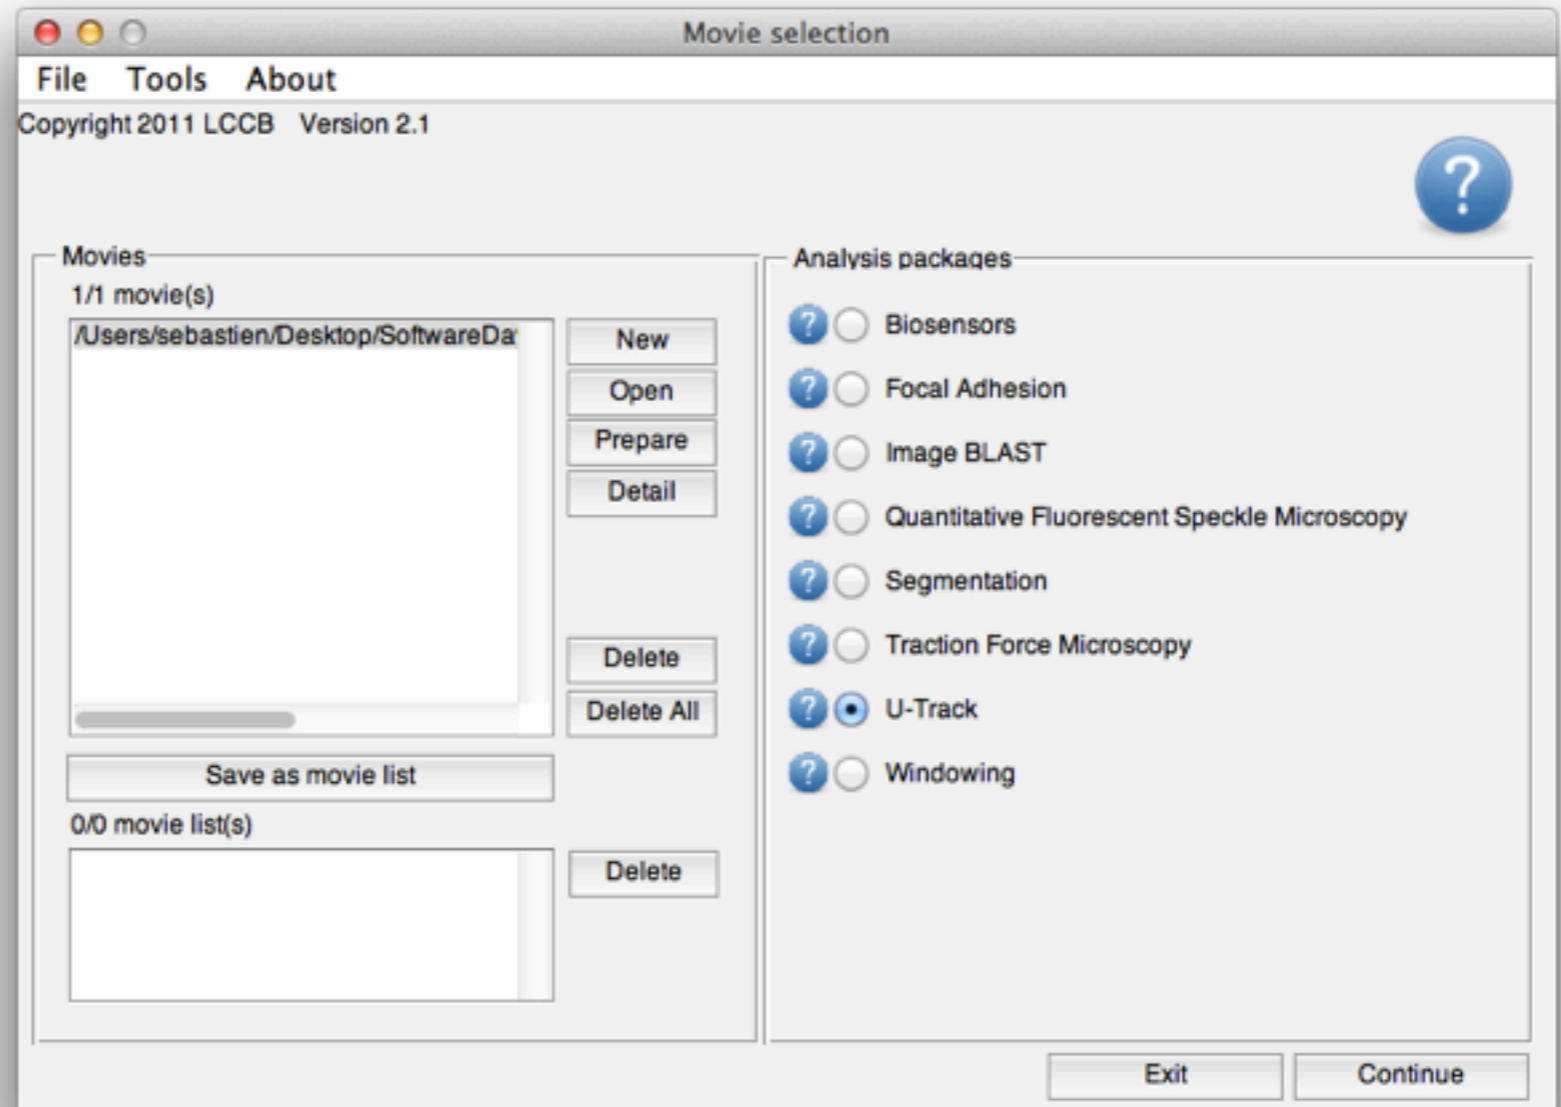 Movie selection
File Tools About
Copyright 2011 LCCB Version 2.1
?
Movies
1/1 movie(s)
/Users/sebastien/Desktop/SoftwareDa
New
Open
Prepare
Detail
Delete
Delete All
Save as movie list
0/0 movie list(s)
Delete
Analysis packages
? Biosensors
? Focal Adhesion
? Image BLAST
? Quantitative Fluorescent Speckle Microscopy
? Segmentation
? Traction Force Microscopy
? U-Track
? Windowing
Exit
Continue